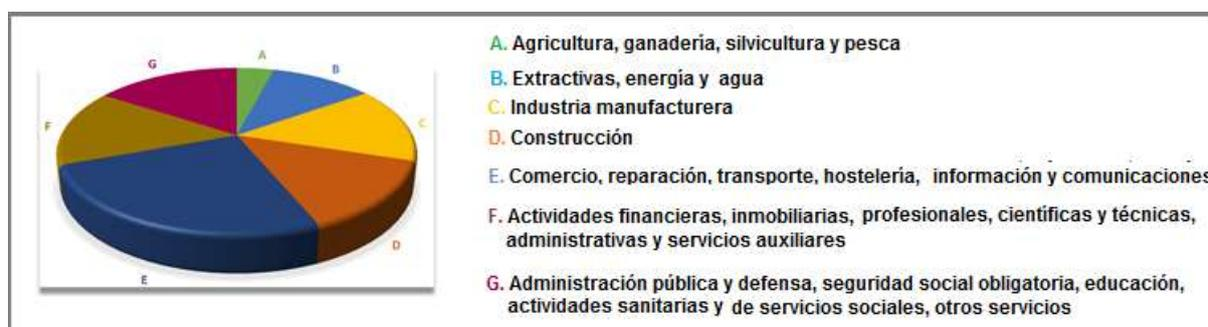 A
B
C
D
E
F
G
A. Agricultura, ganadería, silvicultura y pesca
B. Extractivas, energía y agua
C. Industria manufacturera
D. Construcción
E. Comercio, reparación, transporte, hostelería, información y comunicaciones
F. Actividades financieras, inmobiliarias, profesionales, científicas y técnicas,
administrativas y servicios auxiliares
G. Administración pública y defensa, seguridad social obligatoria, educación,
actividades sanitarias y de servicios sociales, otros servicios